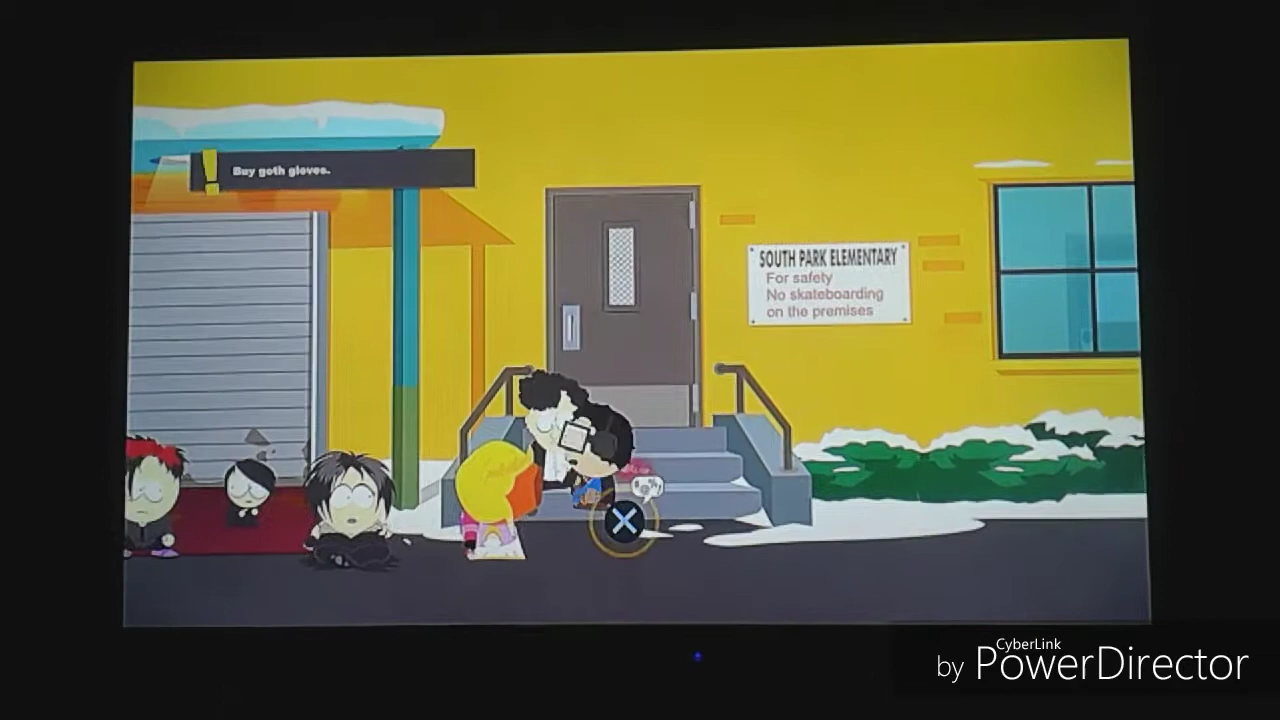 Buy goth gloves.
SOUTH PARK ELEMENTARY
For safety
No skateboarding
on the premises
CyberLink
by PowerDirector